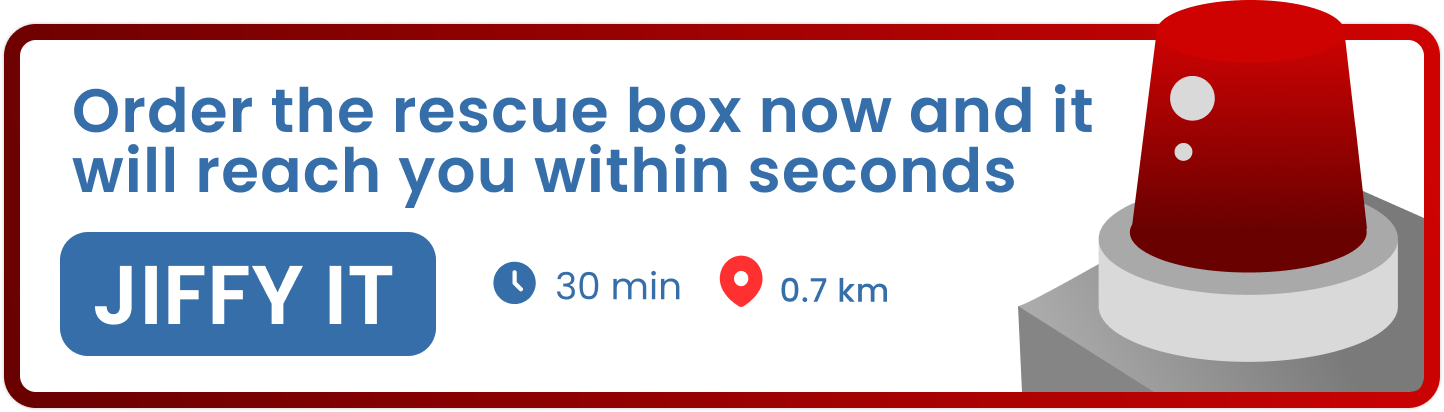 Order the rescue box now and it
will reach you within seconds
JIFFY IT
30 min
0.7 km